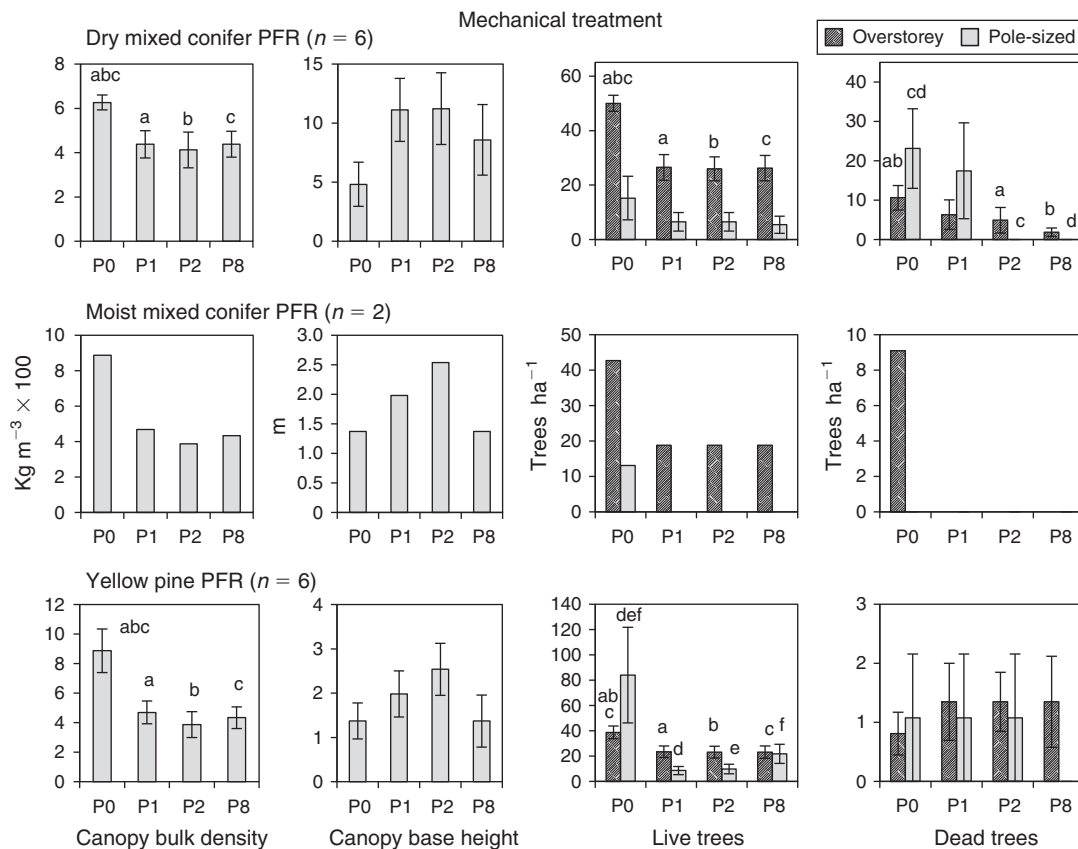 Mechanical treatment
Dry mixed conifer PFR (n = 6)
Overstorey Pole-sized
8 15 60 50
abc abc 40 cd
6 a b c 10 40 a b c 30 ab
4 20 a
2 5 20 10 c b d
0 0 0 0
P0 P1 P2 P8 P0 P1 P2 P8 P0 P1 P2 P8 P0 P1 P2 P8
Moist mixed conifer PFR (n = 2)
Kg m⁻³ × 100 m Trees ha⁻¹ Trees ha⁻¹
10 3.0 50 10
8 2.5 40 8
6 2.0 30 6
4 1.5 20 4
2 1.0 10 2
0 0.5 0 0
0
P0 P1 P2 P8 P0 P1 P2 P8 P0 P1 P2 P8 P0 P1 P2 P8
Yellow pine PFR (n = 6)
12 4 140 3
10 abc 120 def
8 3 100 2
6 a b c 2 80 ab
4 60 c a d b e c f 1
2 1 40
0 0 20 0
0
P0 P1 P2 P8 P0 P1 P2 P8 P0 P1 P2 P8 P0 P1 P2 P8
Canopy bulk density Canopy base height Live trees Dead trees